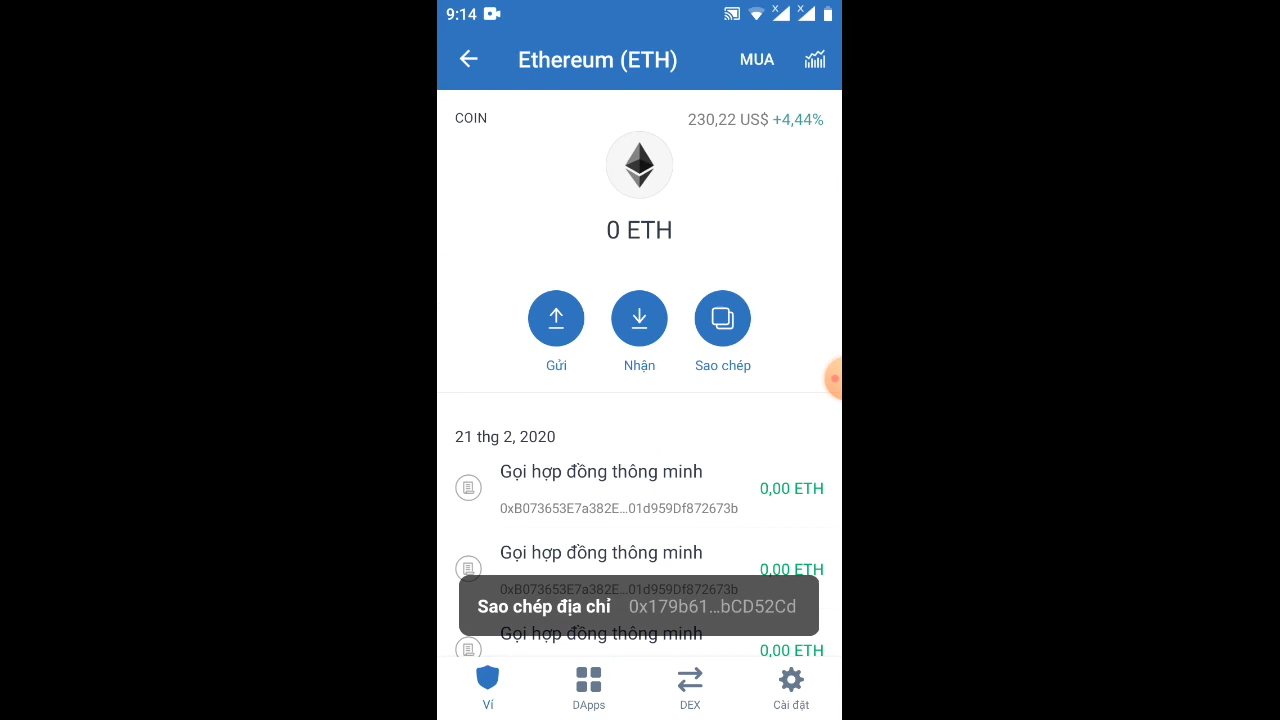 9:14
Ethereum (ETH)
MUA
COIN
230,22 US$ +4,44%
0 ETH
Gửi
Nhận
Sao chép
21 thg 2, 2020
Gọi hợp đồng thông minh
0,00 ETH
0xB073653E7a382E...01d959Df872673b
Gọi hợp đồng thông minh
0,00 ETH
0xB073653E7a382E...01d959Df872673b
Sao chép địa chỉ 0x179b61...bCD52Cd
Gọi hợp đồng thông minh
0,00 ETH
Ví
DApps
DEX
Cài đặt